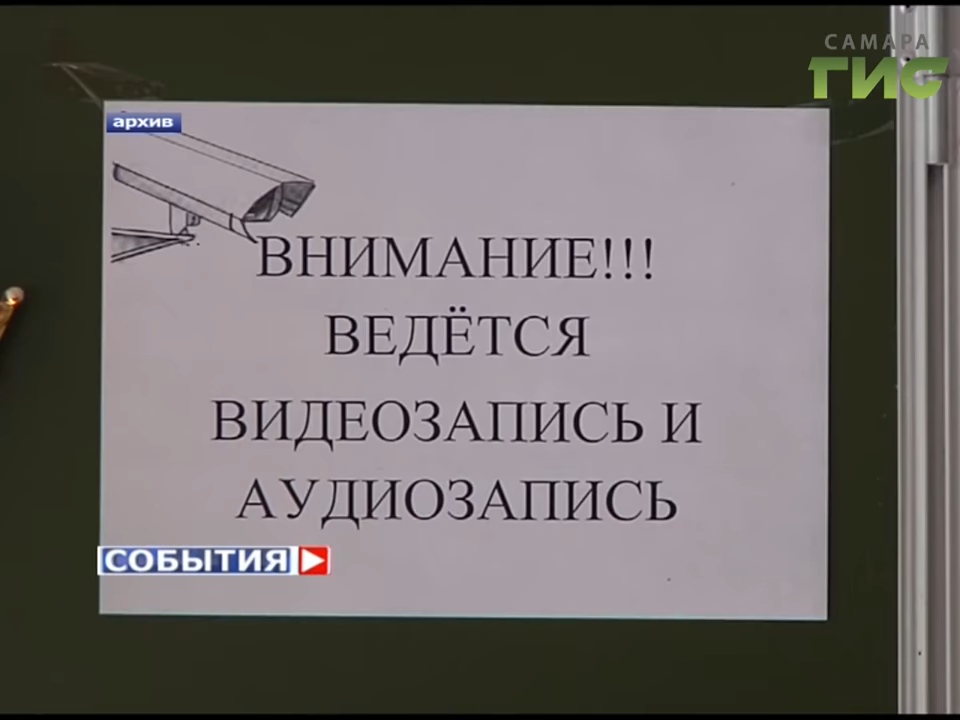 САМАРА
ГИС
архив
ВНИМАНИЕ!!!
ВЕДЁТСЯ
ВИДЕОЗАПИСЬ И
АУДИОЗАПИСЬ
СОБЫТИЯ